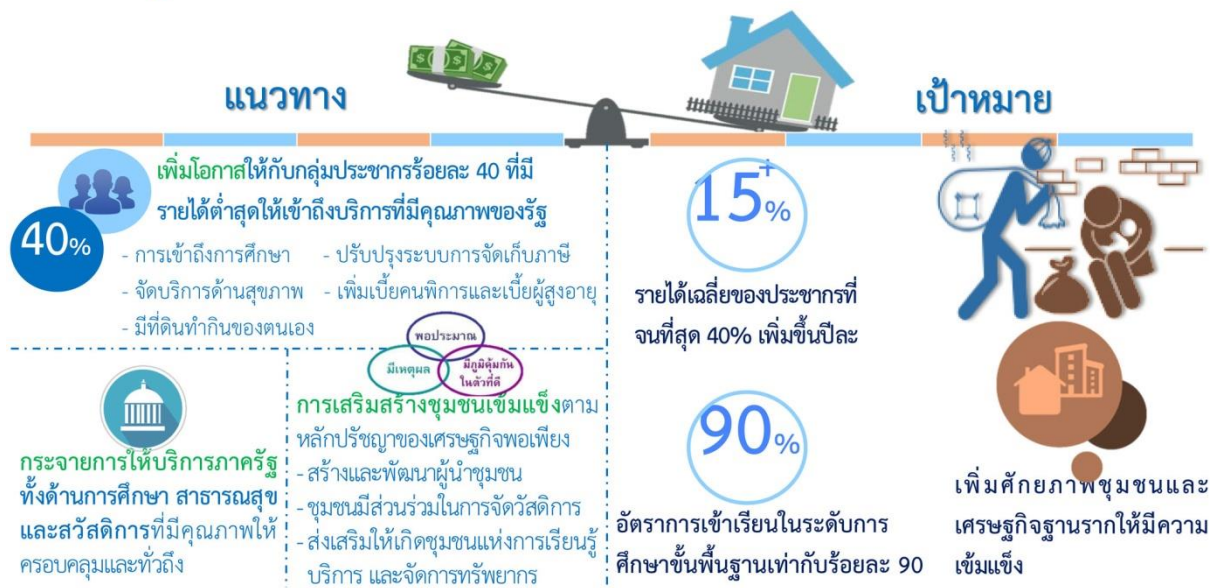 แนวทาง
เป้าหมาย
40%
เพิ่มโอกาสให้กับกลุ่มประชากรร้อยละ 40 ที่มี
รายได้ต่ำสุดให้เข้าถึงบริการที่มีคุณภาพของรัฐ
- การเข้าถึงการศึกษา - ปรับปรุงระบบการจัดเก็บภาษี
- จัดบริการด้านสุขภาพ - เพิ่มเบี้ยคนพิการและเบี้ยผู้สูงอายุ
- มีที่ดินทำกินของตนเอง
กระจายการให้บริการภาครัฐ
ทั้งด้านการศึกษา สาธารณสุข
และสวัสดิการที่มีคุณภาพให้
ครอบคลุมและทั่วถึง
พอประมาณ
มีเหตุผล
มีภูมิคุ้มกัน
ในตัวที่ดี
การเสริมสร้างชุมชนเข้มแข็งตาม
หลักปรัชญาของเศรษฐกิจพอเพียง
- สร้างและพัฒนาผู้นำชุมชน
- ชุมชนมีส่วนร่วมในการจัดวัสดิการ
- ส่งเสริมให้เกิดชุมชนแห่งการเรียนรู้
บริการ และจัดการทรัพยากร
15+%
รายได้เฉลี่ยของประชากรที่
จนที่สุด 40% เพิ่มขึ้นปีละ
90%
อัตราการเข้าเรียนในระดับการ
ศึกษาขั้นพื้นฐานเท่ากับร้อยละ 90
เพิ่มศักยภาพชุมชนและ
เศรษฐกิจฐานรากให้มีความ
เข้มแข็ง